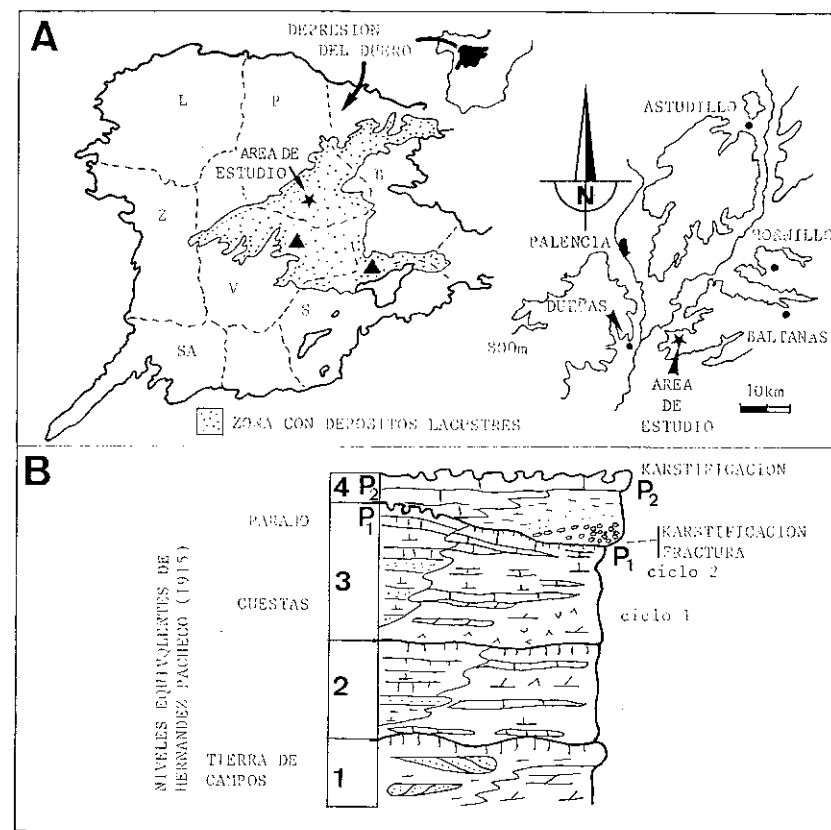 A
DEPRESION
DEL DUERO
L
P
AREA DE
ESTUDIO
B
Z
V
S
SA
ZONA CON DEPOSITOS LACUSTRES
N
ASTUDILLO
PALENCIA
DUEÑAS
800m
BALTANAS
AREA
DE
ESTUDIO
10km
B
NIVELES EQUIVQLENTES DE
HERNANDEZ PACHECO (1915)
PARAJO
CUESTAS
TIERRA DE
CAMPOS
4 P2
P1
3
2
1
KARSTIFICACION
P2
KARSTIFICACION
FRACTURA
P1
ciclo 2
ciclo 1